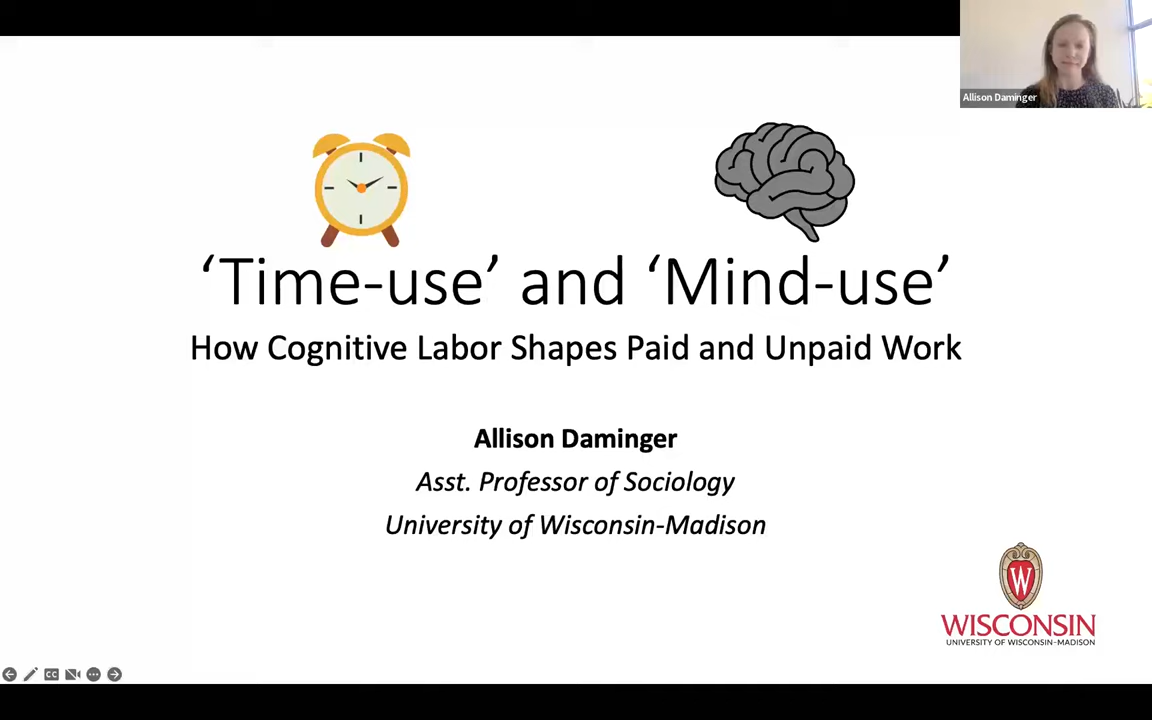 Allison Daminger
‘Time-use’ and ‘Mind-use’
How Cognitive Labor Shapes Paid and Unpaid Work
Allison Daminger
Asst. Professor of Sociology
University of Wisconsin-Madison
W
WISCONSIN
UNIVERSITY OF WISCONSIN-MADISON
CC